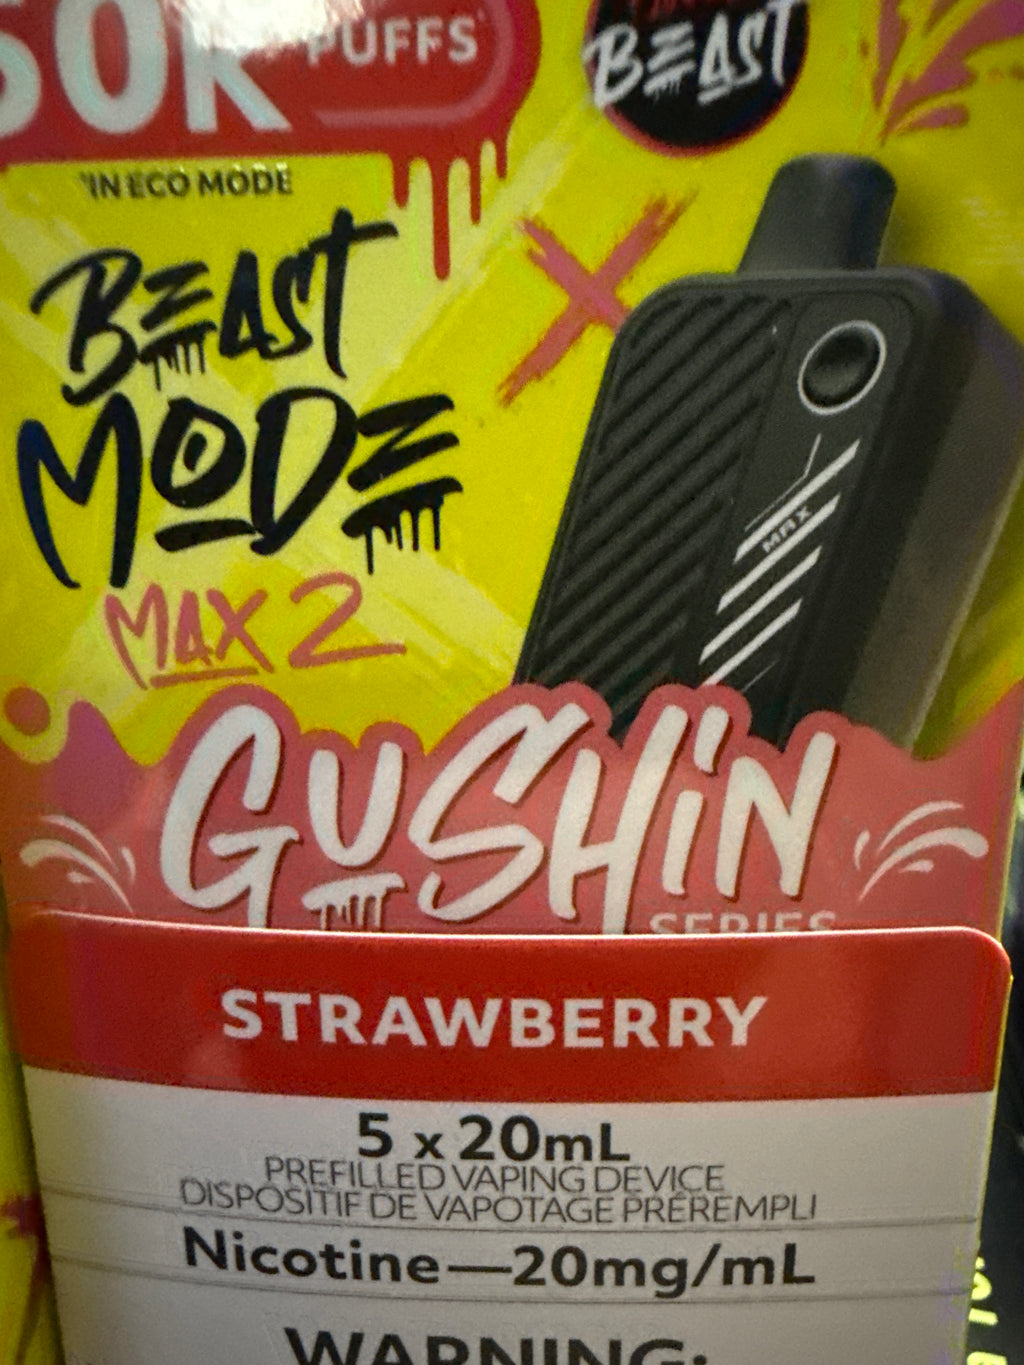 PUFFS
BEAST
*IN ECO MODE
BEAST
MODE
MAX 2
MAX
GUSHiN
SERIES
STRAWBERRY
5 x 20mL
PREFILLED VAPING DEVICE
DISPOSITIF DE VAPOTAGE PRÉREMPLI
Nicotine—20mg/mL
WARNING: